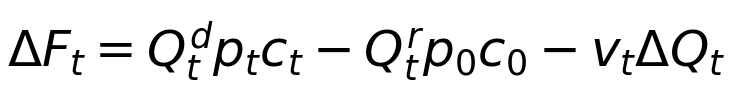 ΔF_t = Q_t^d p_t c_t − Q_t^r p_0 c_0 − v_t ΔQ_t